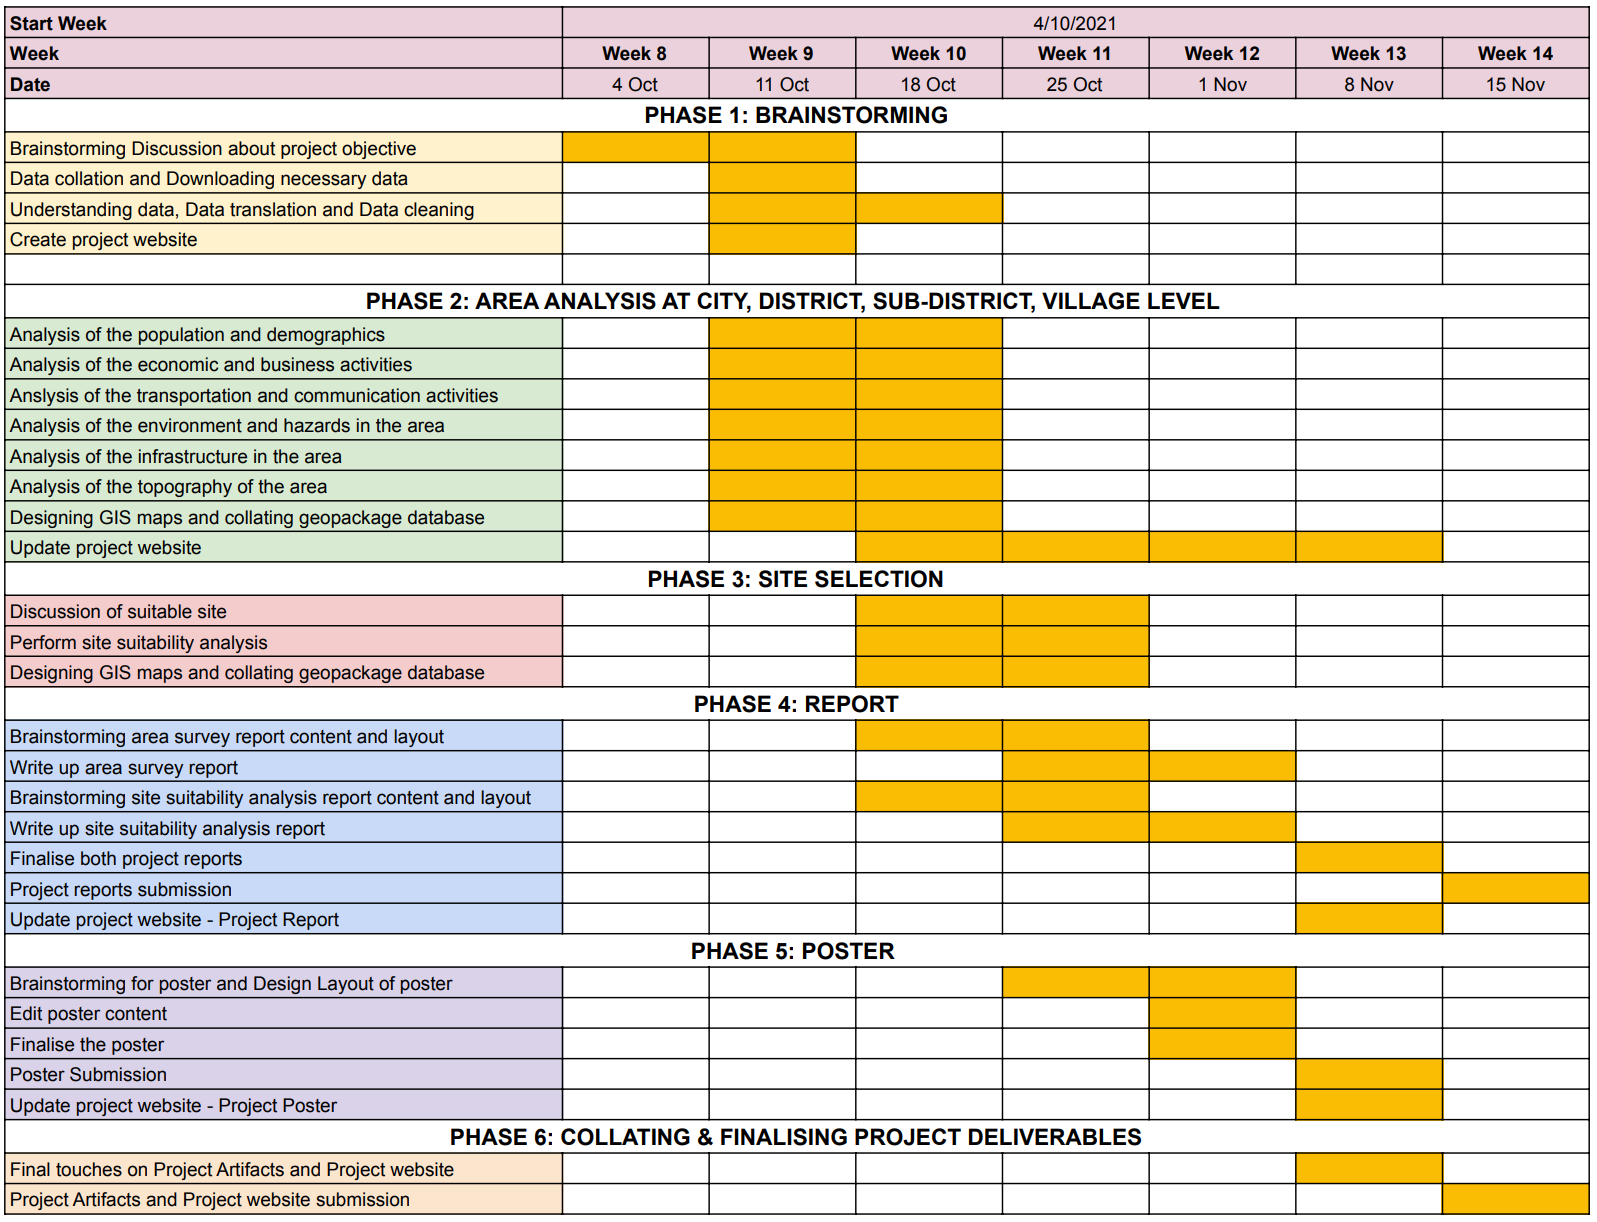 Start Week 4/10/2021
Week Week 8 Week 9 Week 10 Week 11 Week 12 Week 13 Week 14
Date 4 Oct 11 Oct 18 Oct 25 Oct 1 Nov 8 Nov 15 Nov
PHASE 1: BRAINSTORMING
Brainstorming Discussion about project objective
Data collation and Downloading necessary data
Understanding data, Data translation and Data cleaning
Create project website
PHASE 2: AREA ANALYSIS AT CITY, DISTRICT, SUB-DISTRICT, VILLAGE LEVEL
Analysis of the population and demographics
Analysis of the economic and business activities
Anslysis of the transportation and communication activities
Analysis of the environment and hazards in the area
Analysis of the infrastructure in the area
Analysis of the topography of the area
Designing GIS maps and collating geopackage database
Update project website
PHASE 3: SITE SELECTION
Discussion of suitable site
Perform site suitability analysis
Designing GIS maps and collating geopackage database
PHASE 4: REPORT
Brainstorming area survey report content and layout
Write up area survey report
Brainstorming site suitability analysis report content and layout
Write up site suitability analysis report
Finalise both project reports
Project reports submission
Update project website - Project Report
PHASE 5: POSTER
Brainstorming for poster and Design Layout of poster
Edit poster content
Finalise the poster
Poster Submission
Update project website - Project Poster
PHASE 6: COLLATING & FINALISING PROJECT DELIVERABLES
Final touches on Project Artifacts and Project website
Project Artifacts and Project website submission